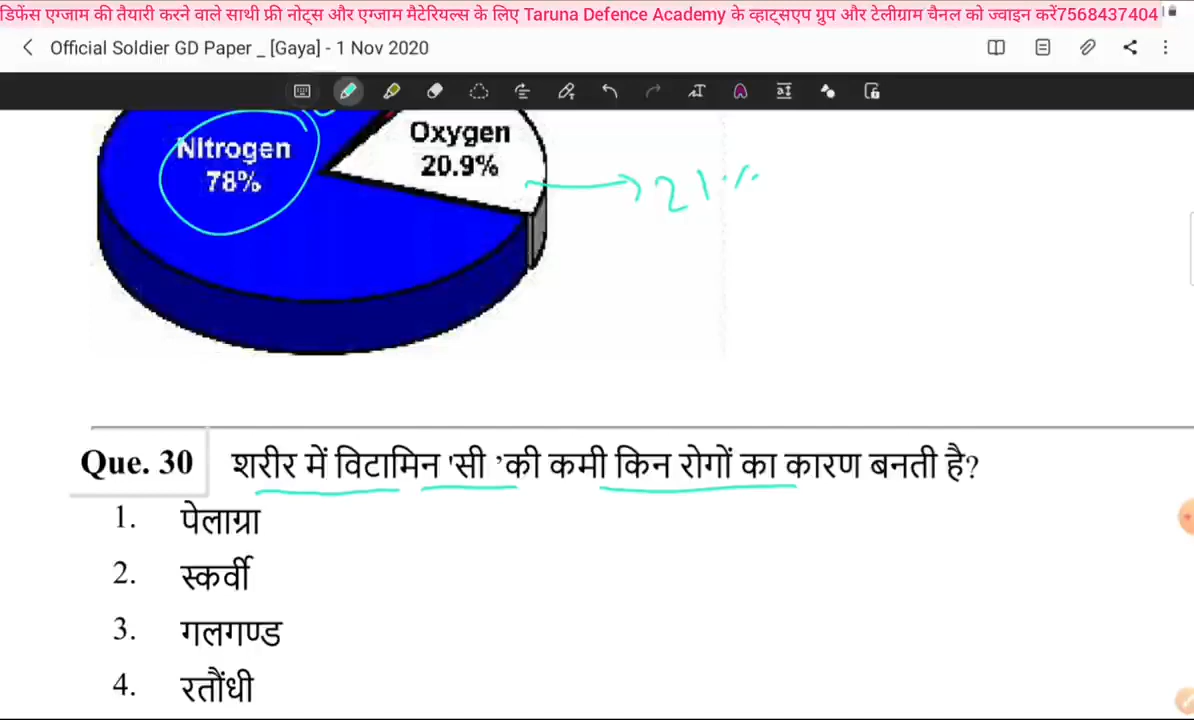 डिफेंस एग्जाम की तैयारी करने वाले साथी फ्री नोट्स और एग्जाम मैटेरियल्स के लिए Taruna Defence Academy के व्हाट्सएप ग्रुप और टेलीग्राम चैनल को ज्वाइन करें7568437404
Official Soldier GD Paper _ [Gaya] - 1 Nov 2020
Nitrogen
78%
Oxygen
20.9%
21%
Que. 30 शरीर में विटामिन 'सी ’की कमी किन रोगों का कारण बनती है?
1. पेलाग्रा
2. स्कर्वी
3. गलगण्ड
4. रतौंधी